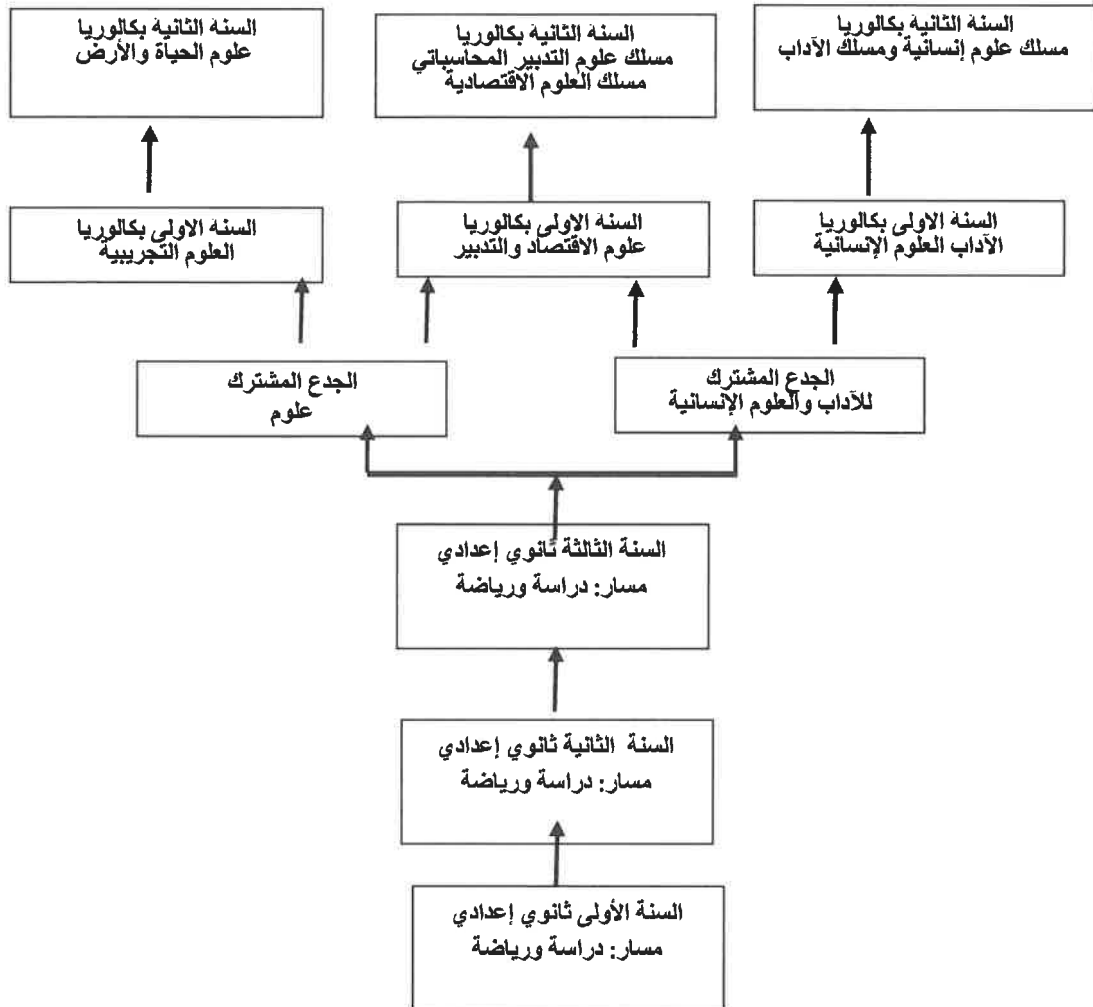 السنة الثانية بكالوريا
مسلك علوم إنسانية ومسلك الآداب
السنة الثانية بكالوريا
مسلك علوم التدبير المحاسباتي
مسلك العلوم الاقتصادية
السنة الثانية بكالوريا
علوم الحياة والأرض
السنة الاولى بكالوريا
الآداب العلوم الإنسانية
السنة الاولى بكالوريا
علوم الاقتصاد والتدبير
السنة الاولى بكالوريا
العلوم التجريبية
الجدع المشترك
للآداب والعلوم الإنسانية
الجدع المشترك
علوم
السنة الثالثة ثانوي إعدادي
مسار: دراسة ورياضة
السنة الثانية ثانوي إعدادي
مسار: دراسة ورياضة
السنة الأولى ثانوي إعدادي
مسار: دراسة ورياضة